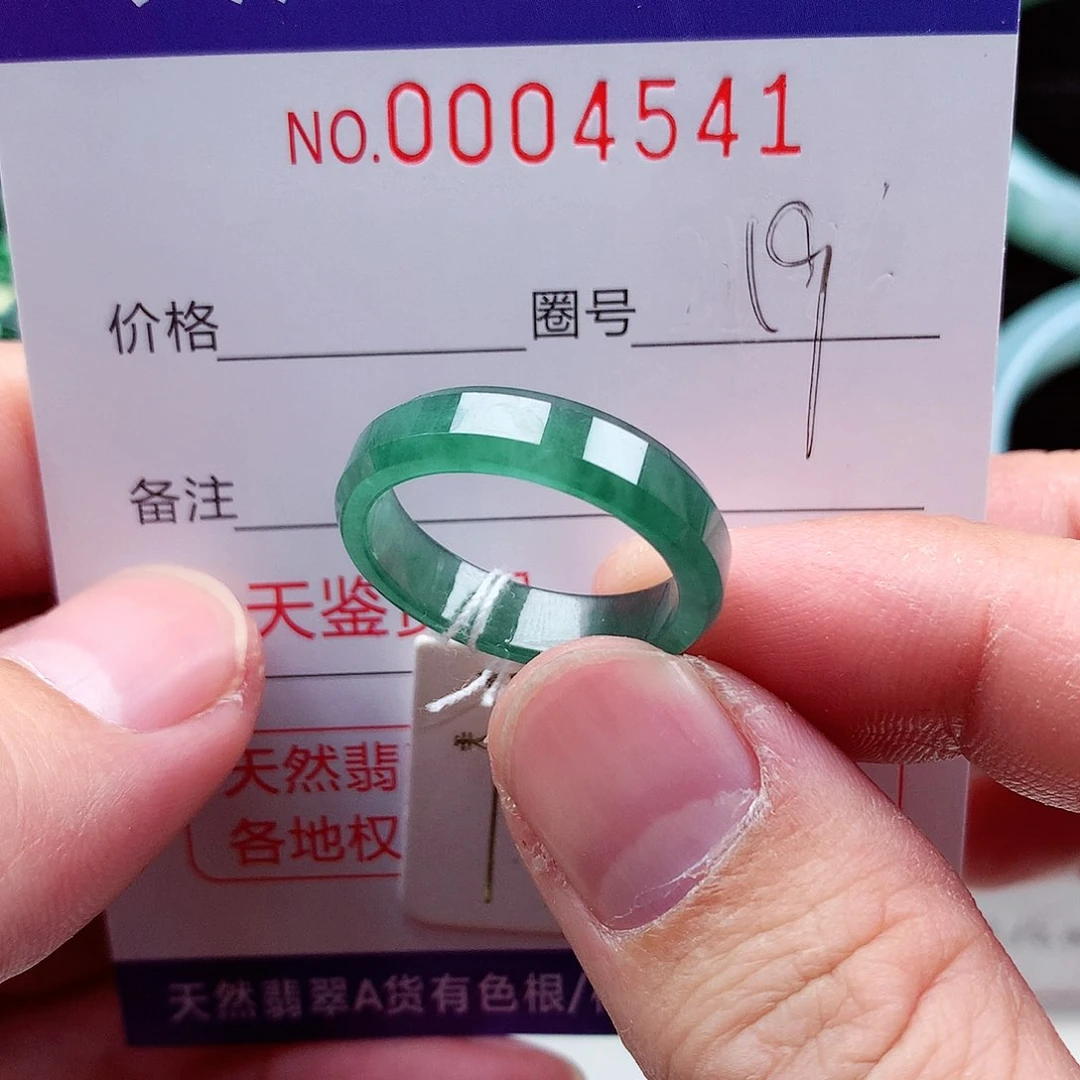 NO.0004541
价格 圈号 19
备注
天鉴
天然翡
各地权
天然翡翠A货有色根/